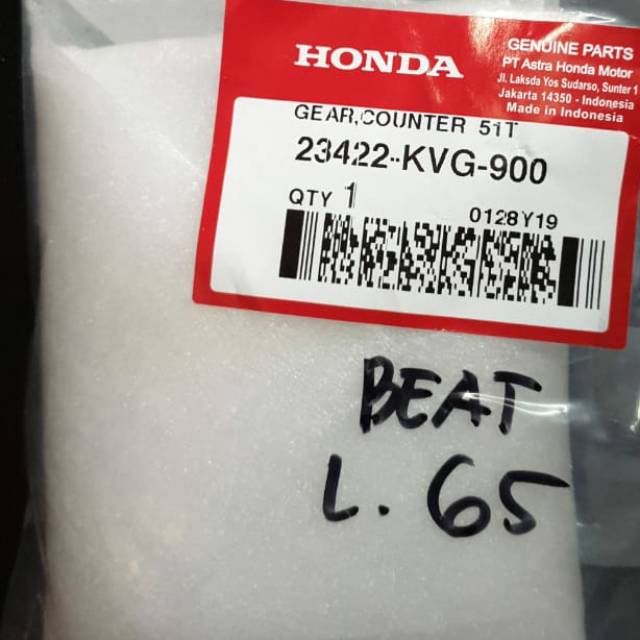 HONDA
GENUINE PARTS
PT Astra Honda Motor
Jl. Laksda Yos Sudarso, Sunter 1
Jakarta 14350 - Indonesia
Made in Indonesia
GEAR,COUNTER 51T
23422-KVG-900
QTY 1
0128Y19
BEAT
L. 65